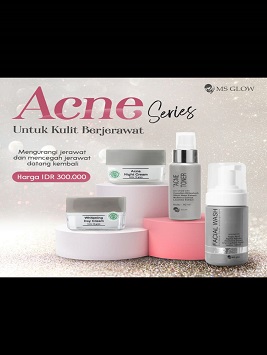 MS GLOW
Acne Series
Untuk Kulit Berjerawat
Mengurangi jerawat
dan mencegah jerawat
datang kembali
Harga IDR 300.000
Acne
Night Cream
Whitening
Day Cream
ACNE
TONER
FACIAL WASH